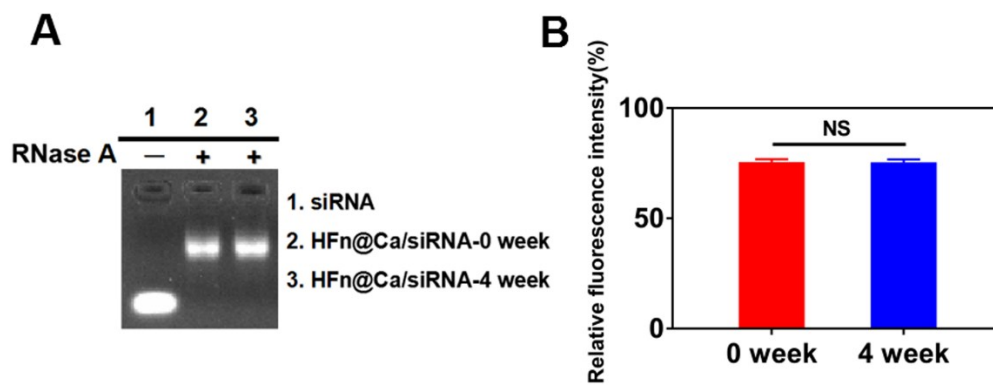 A
1 2 3
RNase A — + +
1. siRNA
2. HFn@Ca/siRNA-0 week
3. HFn@Ca/siRNA-4 week
B
Relative fluorescence intensity(%)
100
50
0
NS
0 week 4 week